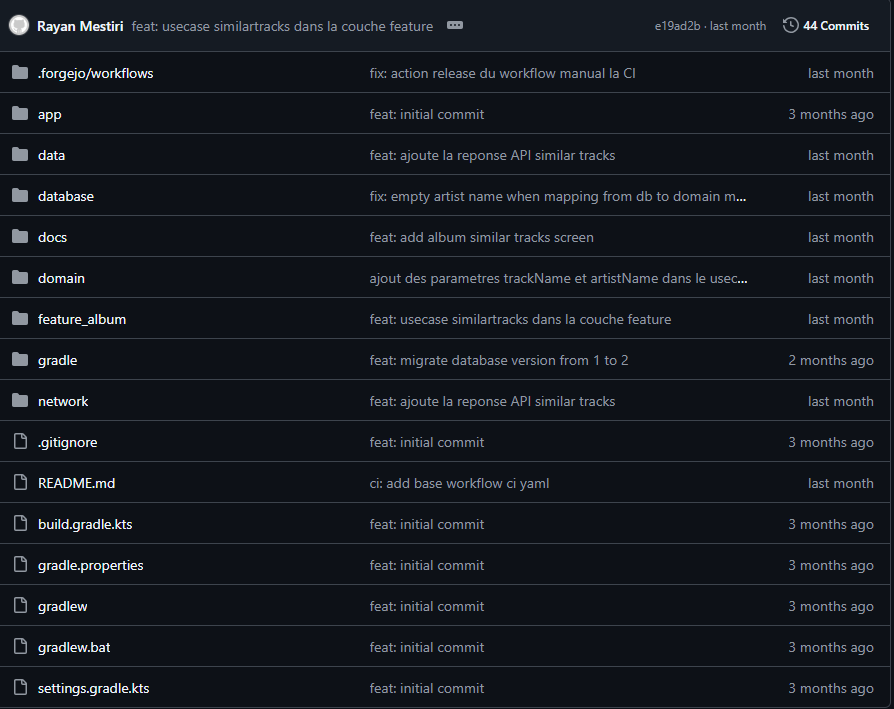 Rayan Mestiri feat: usecase similartracks dans la couche feature e19ad2b · last month 44 Commits
.forgejo/workflows fix: action release du workflow manual la CI last month
app feat: initial commit 3 months ago
data feat: ajoute la reponse API similar tracks last month
database fix: empty artist name when mapping from db to domain m... last month
docs feat: add album similar tracks screen last month
domain ajout des parametres trackName et artistName dans le usec... last month
feature_album feat: usecase similartracks dans la couche feature last month
gradle feat: migrate database version from 1 to 2 2 months ago
network feat: ajoute la reponse API similar tracks last month
.gitignore feat: initial commit 3 months ago
README.md ci: add base workflow ci yaml last month
build.gradle.kts feat: initial commit 3 months ago
gradle.properties feat: initial commit 3 months ago
gradlew feat: initial commit 3 months ago
gradlew.bat feat: initial commit 3 months ago
settings.gradle.kts feat: initial commit 3 months ago